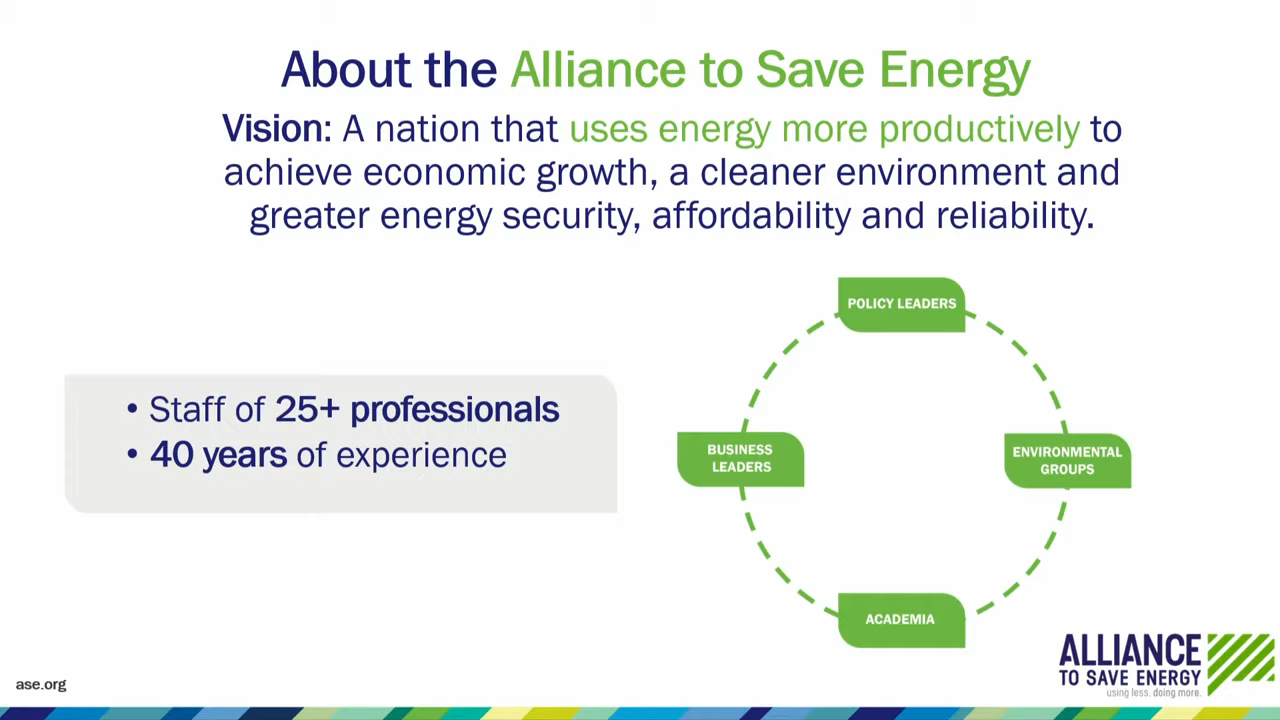 About the Alliance to Save Energy
Vision: A nation that uses energy more productively to
achieve economic growth, a cleaner environment and
greater energy security, affordability and reliability.
• Staff of 25+ professionals
• 40 years of experience
POLICY LEADERS
BUSINESS
LEADERS
ENVIRONMENTAL
GROUPS
ACADEMIA
ase.org
ALLIANCE
TO SAVE ENERGY
using less. doing more.